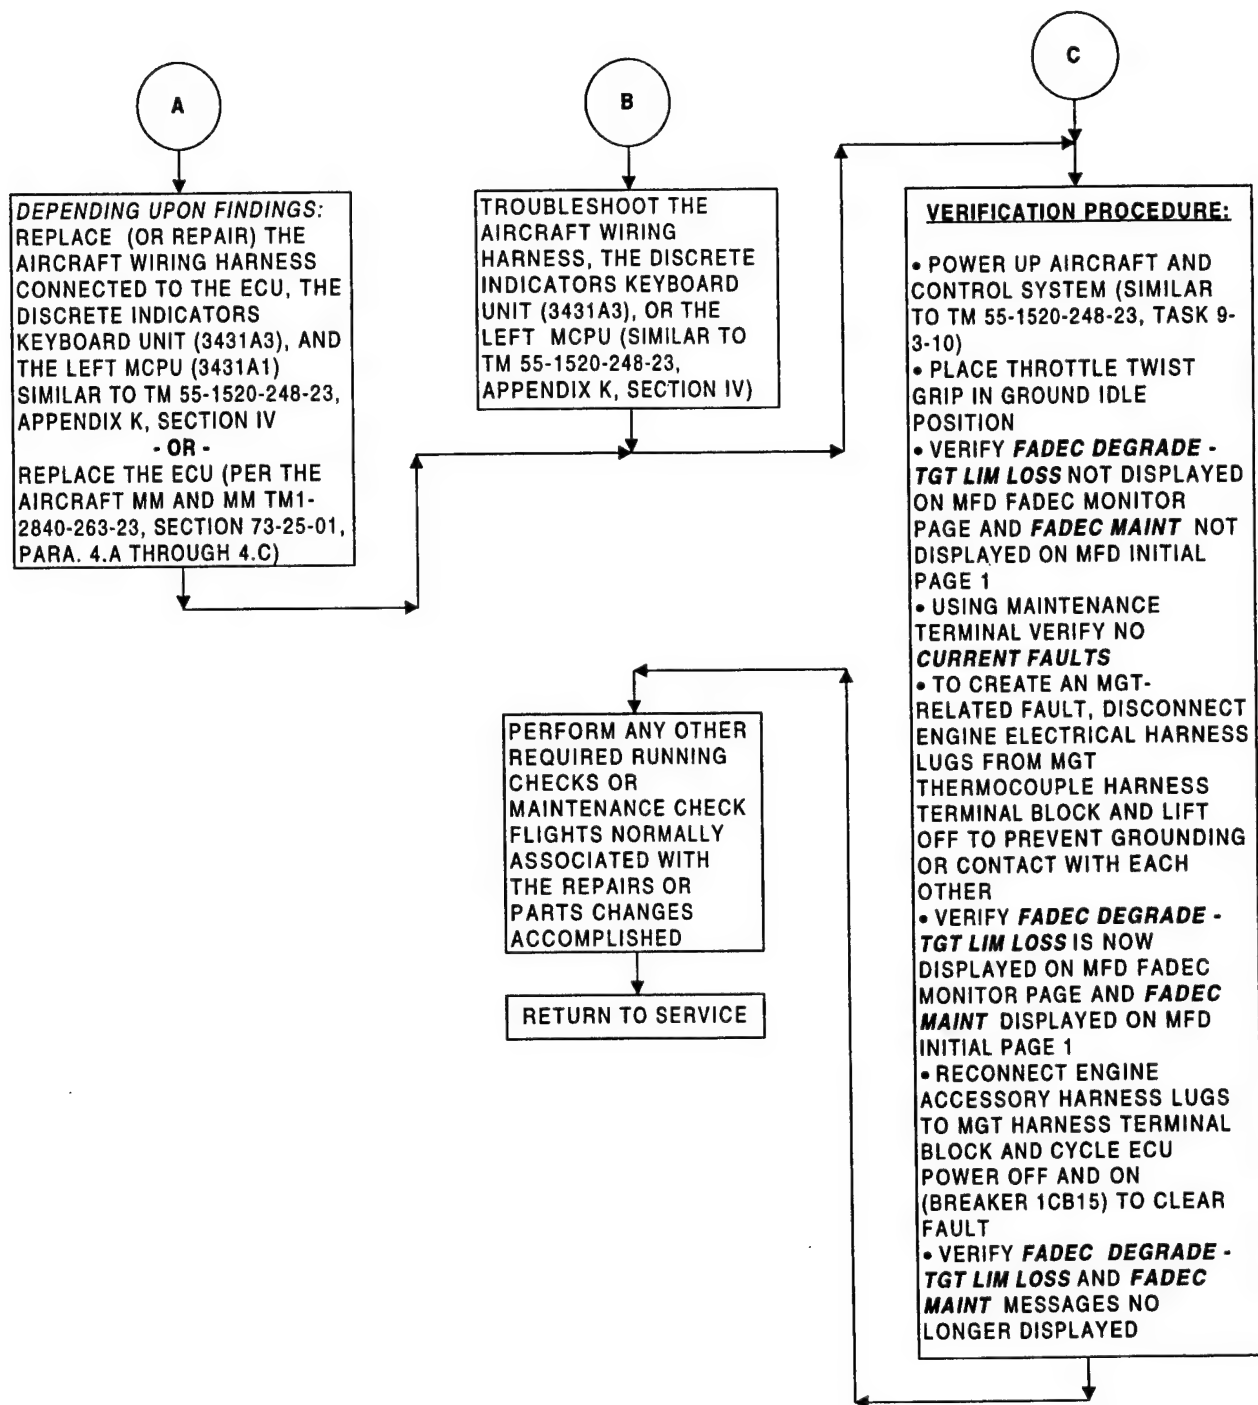 A
DEPENDING UPON FINDINGS:
REPLACE (OR REPAIR) THE
AIRCRAFT WIRING HARNESS
CONNECTED TO THE ECU, THE
DISCRETE INDICATORS
KEYBOARD UNIT (3431A3), AND
THE LEFT MCPU (3431A1)
SIMILAR TO TM 55-1520-248-23,
APPENDIX K, SECTION IV
- OR -
REPLACE THE ECU (PER THE
AIRCRAFT MM AND MM TM1-
2840-263-23, SECTION 73-25-01,
PARA. 4.A THROUGH 4.C)
B
TROUBLESHOOT THE
AIRCRAFT WIRING
HARNESS, THE DISCRETE
INDICATORS KEYBOARD
UNIT (3431A3), OR THE
LEFT MCPU (SIMILAR TO
TM 55-1520-248-23,
APPENDIX K, SECTION IV)
C
VERIFICATION PROCEDURE:
• POWER UP AIRCRAFT AND
CONTROL SYSTEM (SIMILAR
TO TM 55-1520-248-23, TASK 9-
3-10)
• PLACE THROTTLE TWIST
GRIP IN GROUND IDLE
POSITION
• VERIFY FADEC DEGRADE -
TGT LIM LOSS NOT DISPLAYED
ON MFD FADEC MONITOR
PAGE AND FADEC MAINT NOT
DISPLAYED ON MFD INITIAL
PAGE 1
• USING MAINTENANCE
TERMINAL VERIFY NO
CURRENT FAULTS
• TO CREATE AN MGT-
RELATED FAULT, DISCONNECT
ENGINE ELECTRICAL HARNESS
LUGS FROM MGT
THERMOCOUPLE HARNESS
TERMINAL BLOCK AND LIFT
OFF TO PREVENT GROUNDING
OR CONTACT WITH EACH
OTHER
• VERIFY FADEC DEGRADE -
TGT LIM LOSS IS NOW
DISPLAYED ON MFD FADEC
MONITOR PAGE AND FADEC
MAINT DISPLAYED ON MFD
INITIAL PAGE 1
• RECONNECT ENGINE
ACCESSORY HARNESS LUGS
TO MGT HARNESS TERMINAL
BLOCK AND CYCLE ECU
POWER OFF AND ON
(BREAKER 1CB15) TO CLEAR
FAULT
• VERIFY FADEC DEGRADE -
TGT LIM LOSS AND FADEC
MAINT MESSAGES NO
LONGER DISPLAYED
PERFORM ANY OTHER
REQUIRED RUNNING
CHECKS OR
MAINTENANCE CHECK
FLIGHTS NORMALLY
ASSOCIATED WITH
THE REPAIRS OR
PARTS CHANGES
ACCOMPLISHED
RETURN TO SERVICE